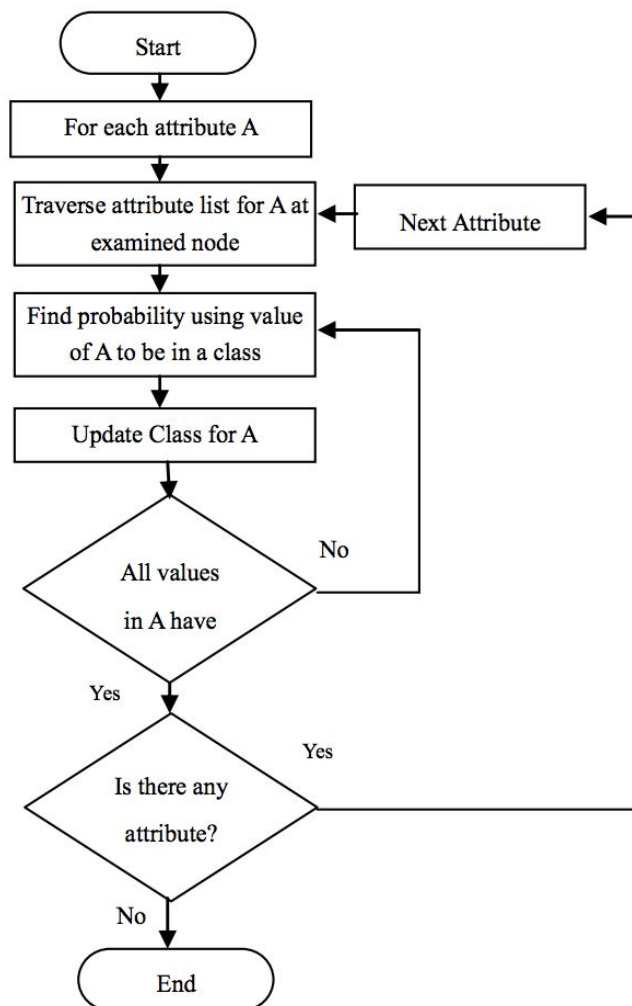 Start
For each attribute A
Traverse attribute list for A at
examined node
Next Attribute
Find probability using value
of A to be in a class
Update Class for A
All values
in A have
No
Yes
Is there any
attribute?
Yes
No
End